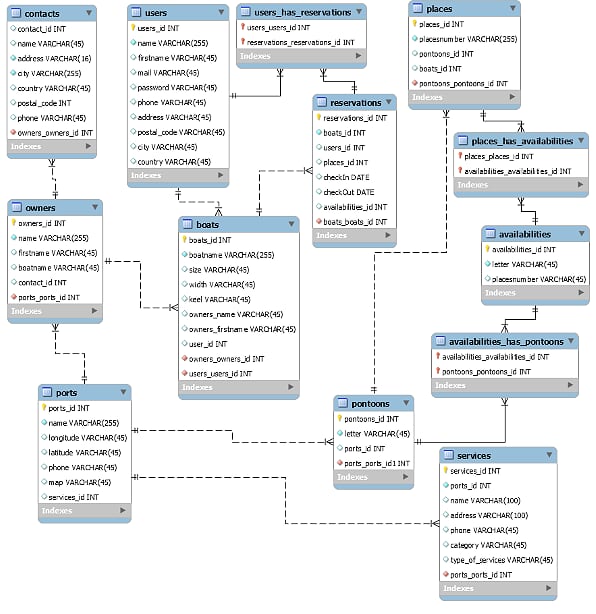 contacts
contact_id INT
name VARCHAR(45)
address VARCHAR(16)
city VARCHAR(255)
country VARCHAR(45)
postal_code INT
phone VARCHAR(45)
owners_owners_id INT
Indexes
users
users_id INT
name VARCHAR(255)
firstname VARCHAR(45)
mail VARCHAR(45)
password VARCHAR(45)
phone VARCHAR(45)
address VARCHAR(45)
postal_code VARCHAR(45)
city VARCHAR(45)
country VARCHAR(45)
Indexes
users_has_reservations
users_users_id INT
reservations_reservations_id INT
Indexes
places
places_id INT
placesnumber VARCHAR(255)
pontoons_id INT
boats_id INT
pontoons_pontoons_id INT
Indexes
reservations
reservations_id INT
boats_id INT
users_id INT
places_id INT
checkIn DATE
checkOut DATE
availabilities_id INT
boats_boats_id INT
Indexes
places_has_availabilities
places_places_id INT
availabilities_availabilities_id INT
Indexes
owners
owners_id INT
name VARCHAR(255)
firstname VARCHAR(45)
boatname VARCHAR(45)
contact_id INT
ports_ports_id INT
Indexes
boats
boats_id INT
boatname VARCHAR(255)
size VARCHAR(45)
width VARCHAR(45)
keel VARCHAR(45)
owners_name VARCHAR(45)
owners_firstname VARCHAR(45)
user_id INT
owners_owners_id INT
users_users_id INT
Indexes
availabilities
availabilities_id INT
letter VARCHAR(45)
placesnumber VARCHAR(45)
Indexes
availabilities_has_pontoons
availabilities_availabilities_id INT
pontoons_pontoons_id INT
Indexes
ports
ports_id INT
name VARCHAR(255)
longitude VARCHAR(45)
latitude VARCHAR(45)
phone VARCHAR(45)
map VARCHAR(45)
services_id INT
Indexes
pontoons
pontoons_id INT
letter VARCHAR(45)
ports_id INT
ports_ports_id1 INT
Indexes
services
services_id INT
ports_id INT
name VARCHAR(100)
address VARCHAR(100)
phone VARCHAR(45)
category VARCHAR(45)
type_of_services VARCHAR(45)
ports_ports_id INT
Indexes